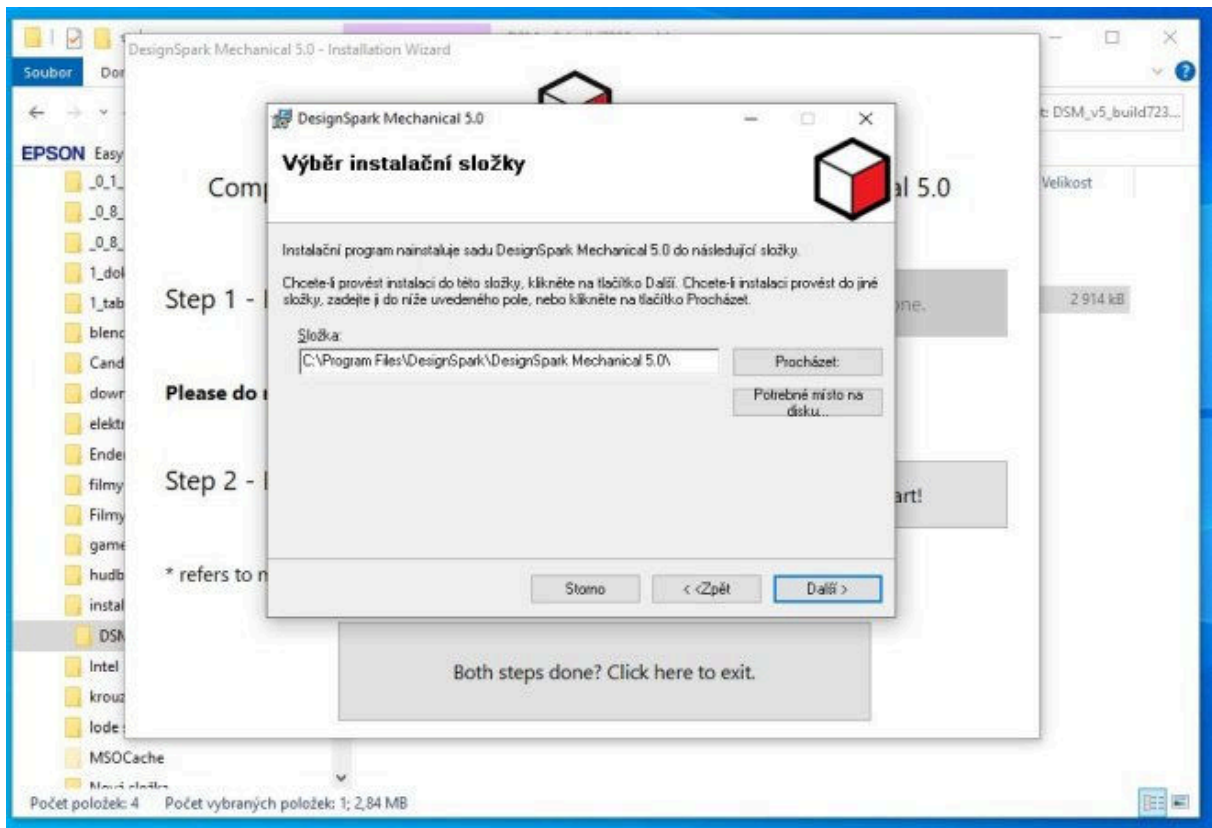 DesignSpark Mechanical 5.0 - Installation Wizard
Soubor
EPSON Easy
t: DSM_v5_build723...
Velikost
2 914 kB
_0_1_
_0_8_
_0_8_
1_dol
1_tab
blend
Cand
down
elektr
Ender
filmy
Filmy
game
hudb
instal
DSM
Intel
krouz
lode
MSOCache
Nová složka
Počet položek: 4 Počet vybraných položek: 1; 2,84 MB
Comp
al 5.0
Step 1 -
one.
Please do
Step 2 -
art!
* refers to n
Both steps done? Click here to exit.
DesignSpark Mechanical 5.0
Výběr instalační složky
Instalační program nainstaluje sadu DesignSpark Mechanical 5.0 do následující složky.
Chcete-li provést instalaci do této složky, klikněte na tlačítko Další. Chcete-li instalaci provést do jiné
složky, zadejte ji do níže uvedeného pole, nebo klikněte na tlačítko Procházet.
Složka:
C:\Program Files\DesignSpark\DesignSpark Mechanical 5.0\
Procházet:
Potrebné místo na
disku...
Storno
< <Zpět
Další >